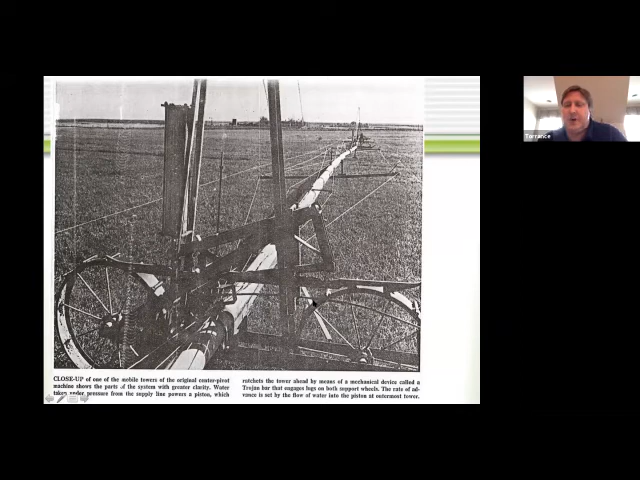 CLOSE-UP of one of the mobile towers of the original center-pivot
machine shows the parts of the system with greater clarity. Water
taken under pressure from the supply line powers a piston, which
ratchets the tower ahead by means of a mechanical device called a
Trojan bar that engages lugs on both support wheels. The rate of ad-
vance is set by the flow of water into the piston at outermost tower.
Torrance